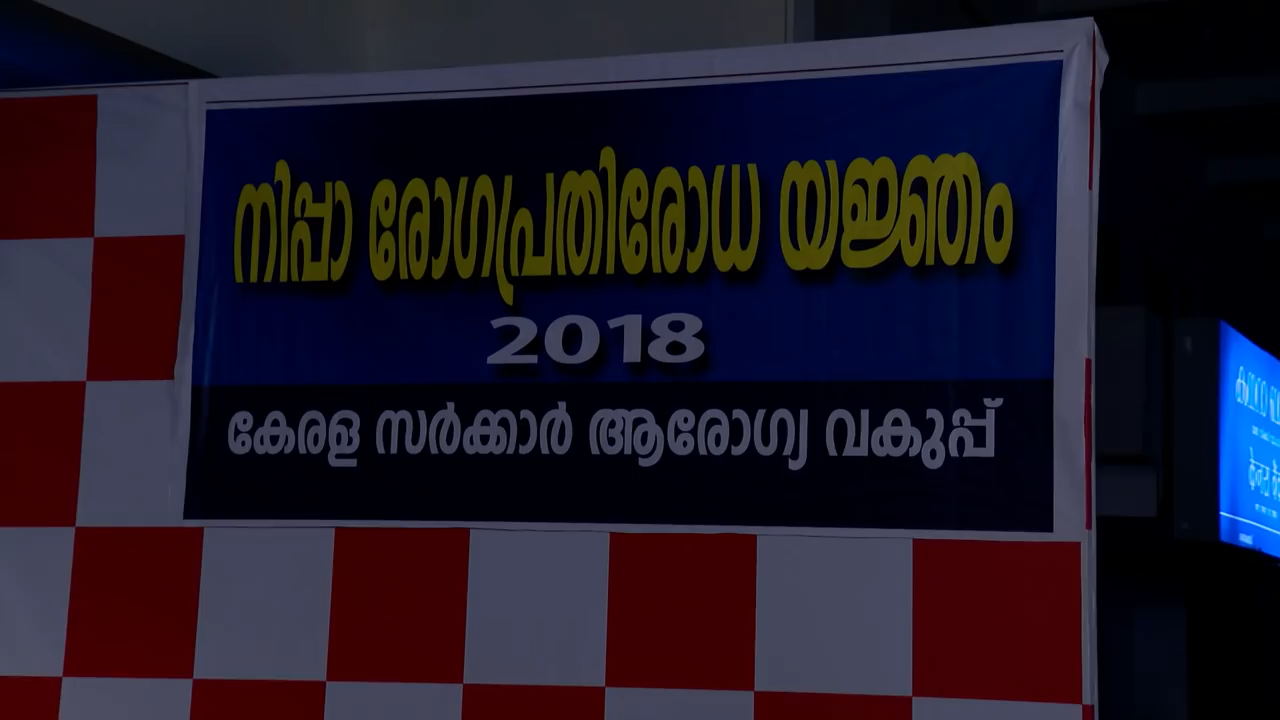 നിപ്പാ രോഗപ്രതിരോധ യജ്ഞം
2018
കേരള സർക്കാർ ആരോഗ്യ വകുപ്പ്